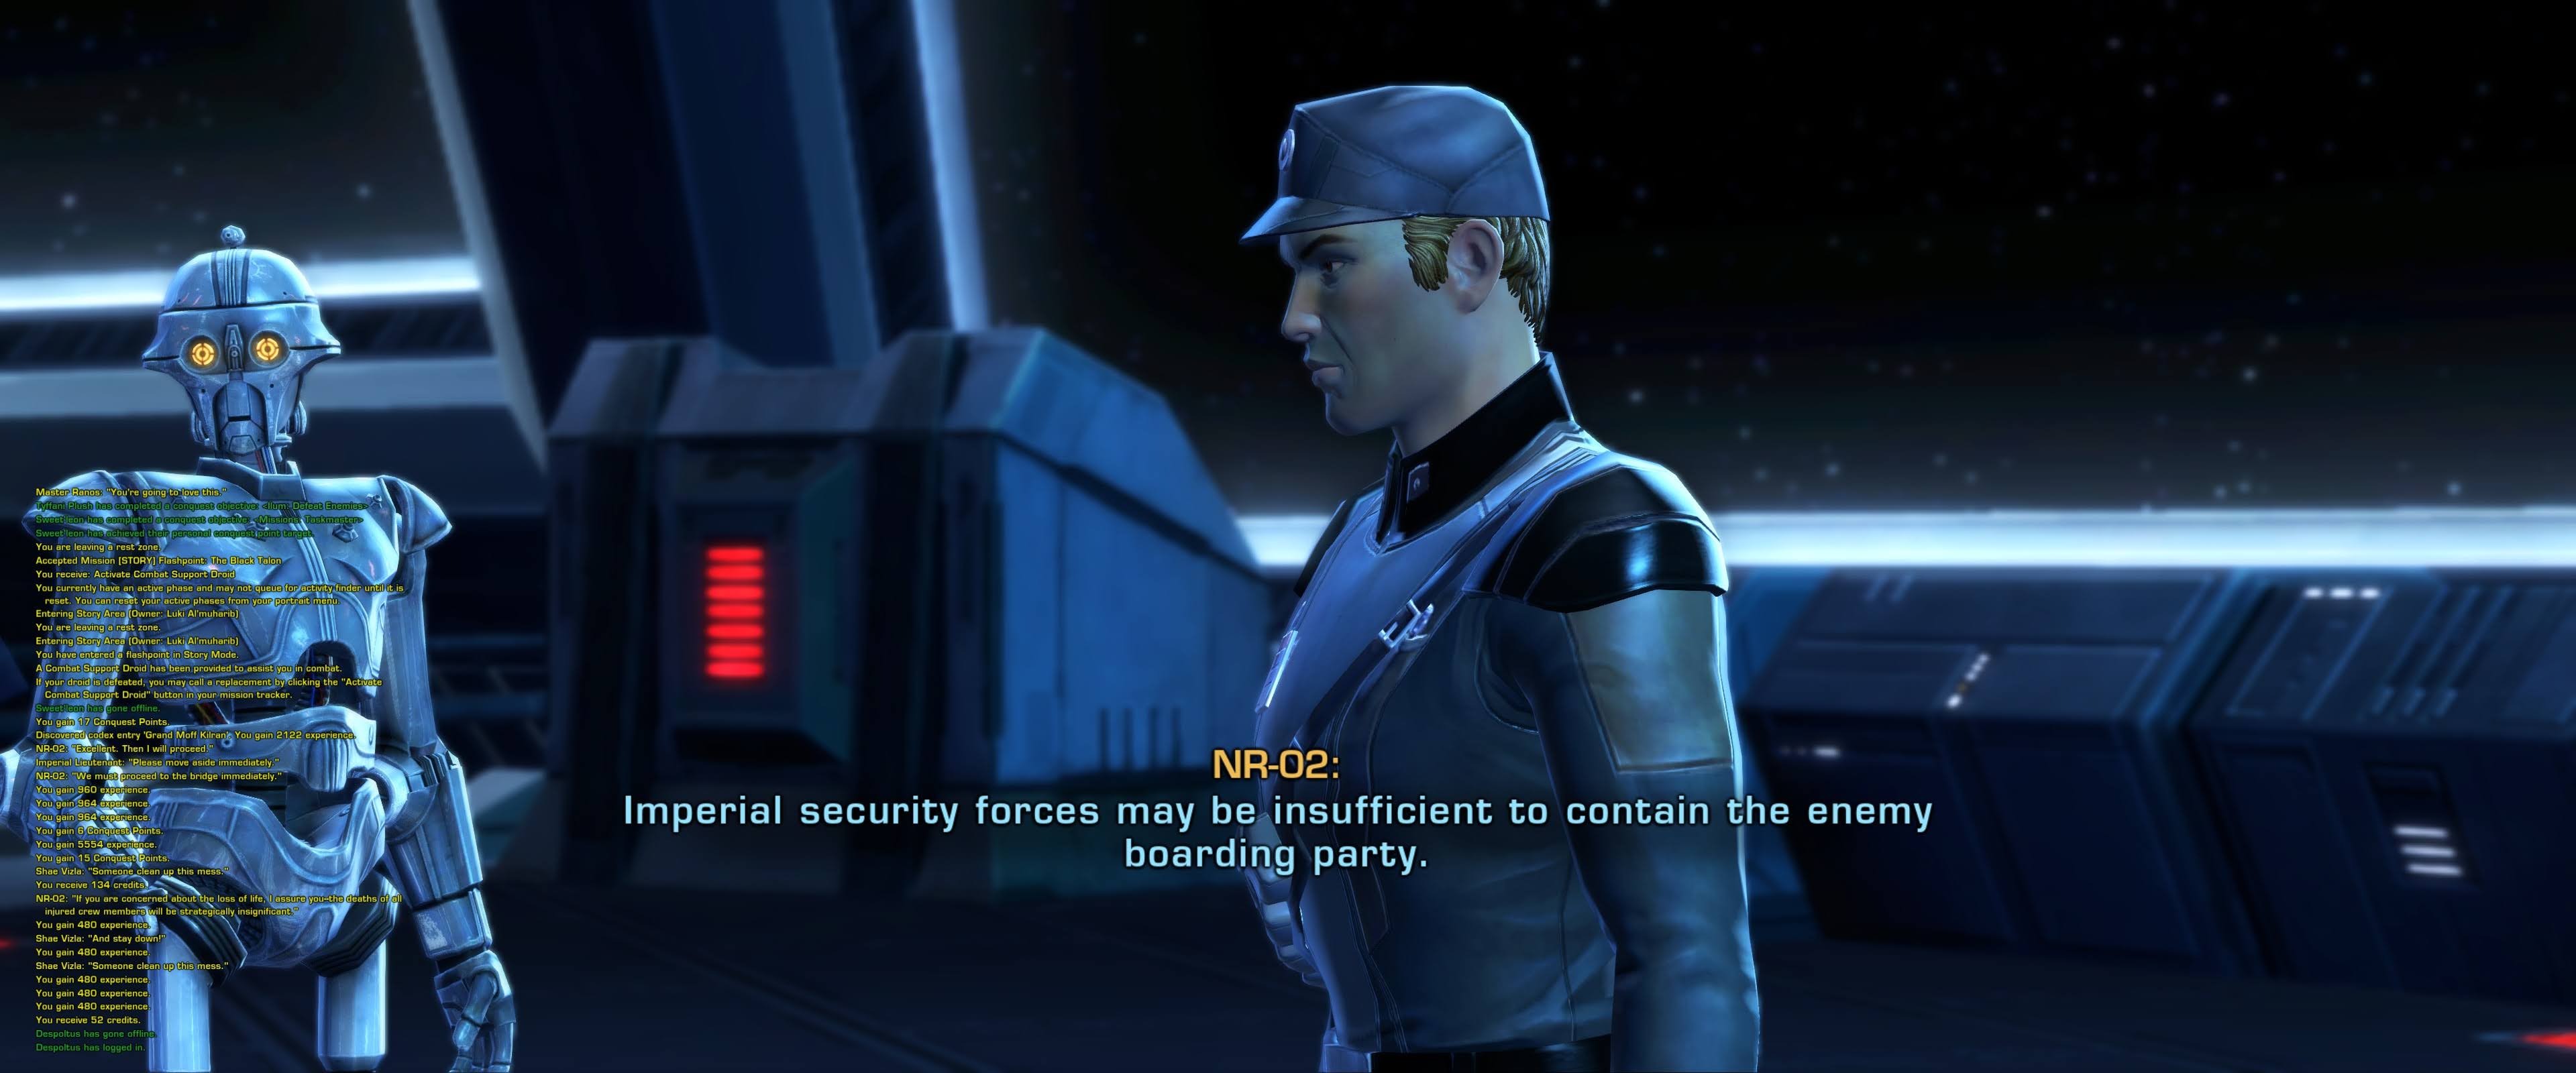 Master Ranos: "You're going to love this."
Tyffani Plush has completed a conquest objective: <Ilum: Defeat Enemies>
Sweet'leon has completed a conquest objective: <Missions: Taskmaster>
Sweet'leon has achieved their personal conquest point target.
You are leaving a rest zone.
Accepted Mission [STORY] Flashpoint: The Black Talon
You receive: Activate Combat Support Droid
You currently have an active phase and may not queue for activity finder until it is
reset. You can reset your active phases from your portrait menu.
Entering Story Area (Owner: Luki Al'muharib)
You are leaving a rest zone.
Entering Story Area (Owner: Luki Al'muharib)
You have entered a flashpoint in Story Mode.
A Combat Support Droid has been provided to assist you in combat.
If your droid is defeated, you may call a replacement by clicking the "Activate
Combat Support Droid" button in your mission tracker.
Sweet'leon has gone offline.
You gain 17 Conquest Points.
Discovered codex entry 'Grand Moff Kilran'. You gain 2122 experience.
NR-02: "Excellent. Then I will proceed."
Imperial Lieutenant: "Please move aside immediately."
NR-02: "We must proceed to the bridge immediately."
You gain 960 experience.
You gain 964 experience.
You gain 964 experience.
You gain 6 Conquest Points.
You gain 5554 experience.
You gain 15 Conquest Points.
Shae Vizla: "Someone clean up this mess."
You receive 134 credits.
NR-02: "If you are concerned about the loss of life, I assure you–the deaths of all
injured crew members will be strategically insignificant."
You gain 480 experience.
Shae Vizla: "And stay down!"
You gain 480 experience.
Shae Vizla: "Someone clean up this mess."
You gain 480 experience.
You gain 480 experience.
You gain 480 experience.
You receive 52 credits.
Despoltus has gone offline.
Despoltus has logged in.
NR-02:
Imperial security forces may be insufficient to contain the enemy
boarding party.